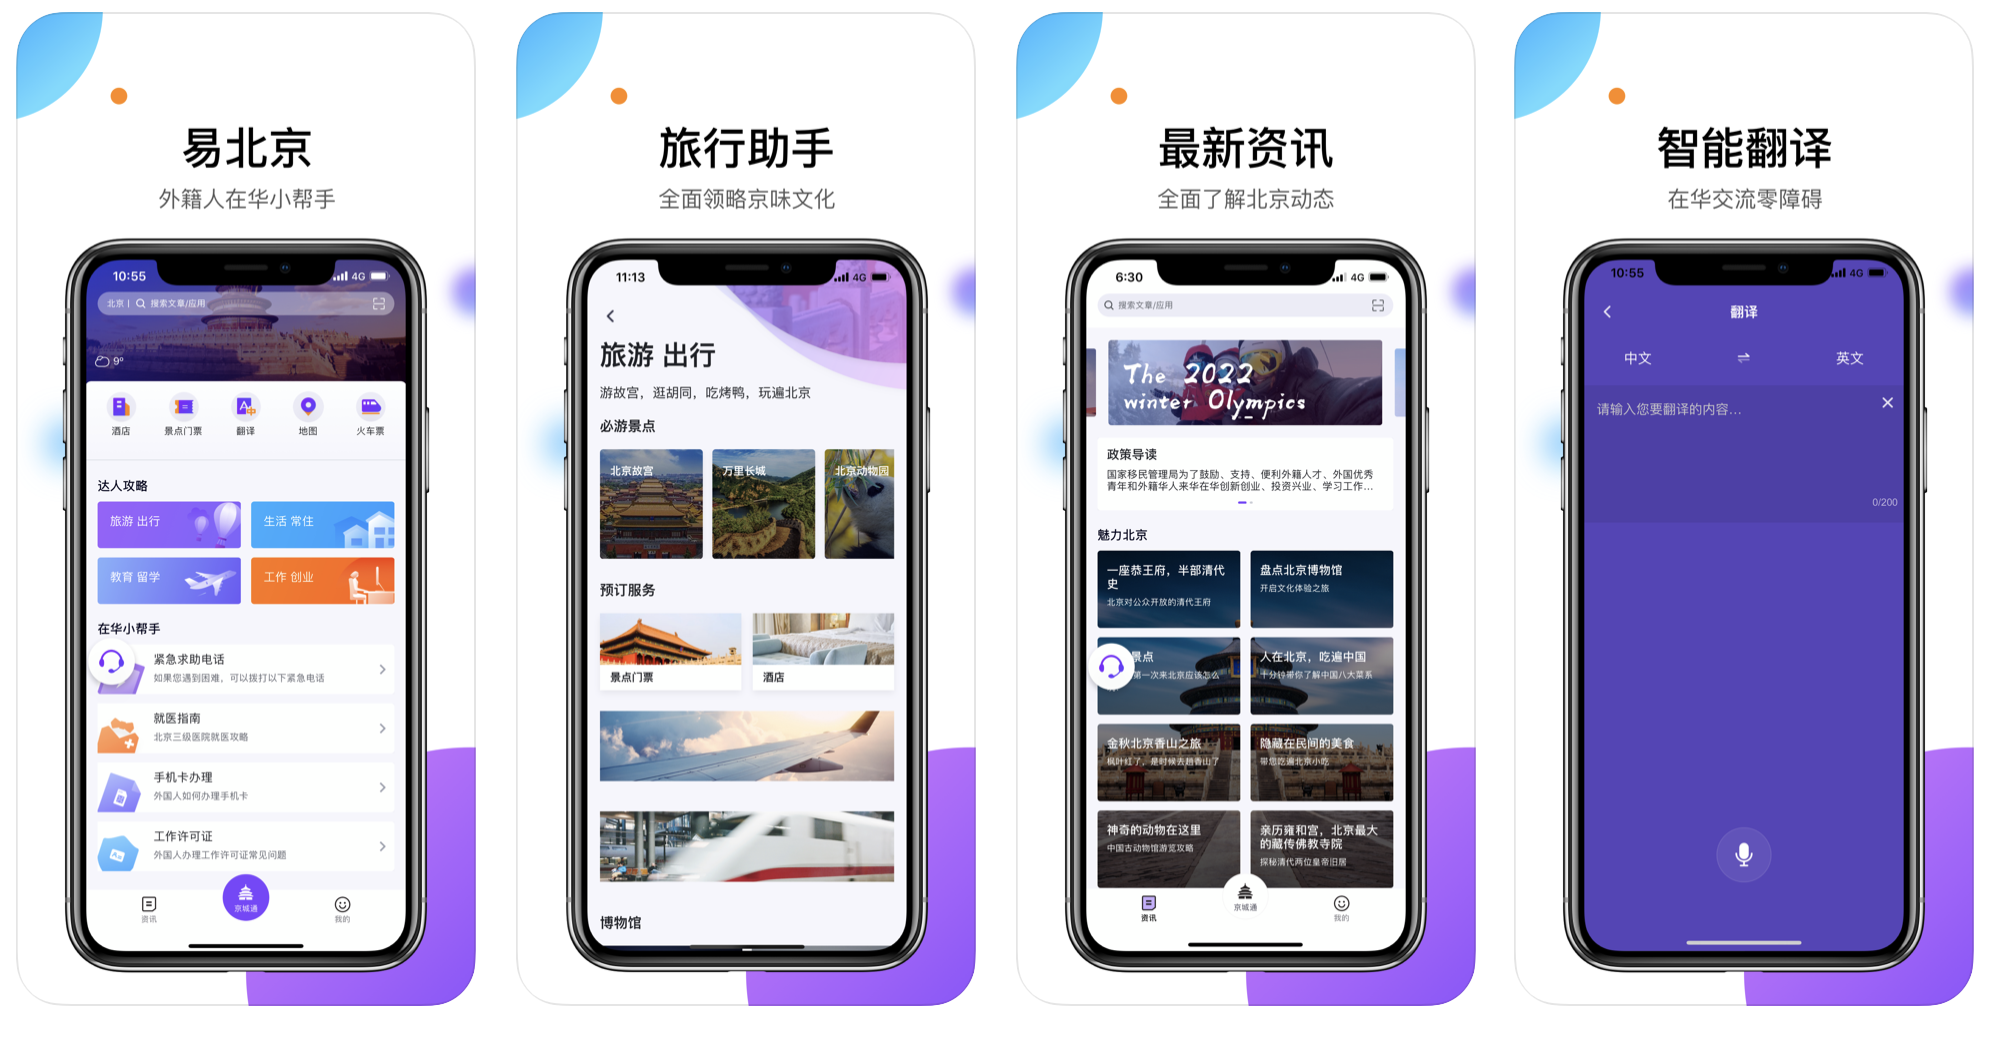 易北京
外籍人在华小帮手
10:55
4G
北京 | 搜索文章/应用
9°
酒店
景点门票
翻译
地图
火车票
达人攻略
旅游 出行
生活 常住
教育 留学
工作 创业
在华小帮手
紧急求助电话
如果您遇到困难，可以拨打以下紧急电话
就医指南
北京三级医院就医攻略
手机卡办理
外国人如何办理手机卡
工作许可证
外国人办理工作许可证常见问题
资讯
京城通
我的
旅行助手
全面领略京味文化
11:13
4G
旅游 出行
游故宫，逛胡同，吃烤鸭，玩遍北京
必游景点
北京故宫
万里长城
北京动物园
预订服务
景点门票
酒店
博物馆
最新资讯
全面了解北京动态
6:30
4G
搜索文章/应用
The 2022
winter Olympics
政策导读
国家移民管理局为了鼓励、支持、便利外籍人才、外国优秀
青年和外籍华人来华在华创新创业、投资兴业、学习工作...
魅力北京
一座恭王府，半部清代
史
北京对公众开放的清代王府
盘点北京博物馆
开启文化体验之旅
景点
第一次来北京应该怎么
人在北京，吃遍中国
十分钟带你了解中国八大菜系
金秋北京香山之旅
枫叶红了，是时候去趟香山了
隐藏在民间的美食
带您吃遍北京小吃
神奇的动物在这里
中国古动物馆游览攻略
亲历雍和宫，北京最大
的藏传佛教寺院
探秘清代两位皇帝旧居
资讯
京城通
我的
智能翻译
在华交流零障碍
10:55
4G
翻译
中文
英文
请输入您要翻译的内容...
0/200